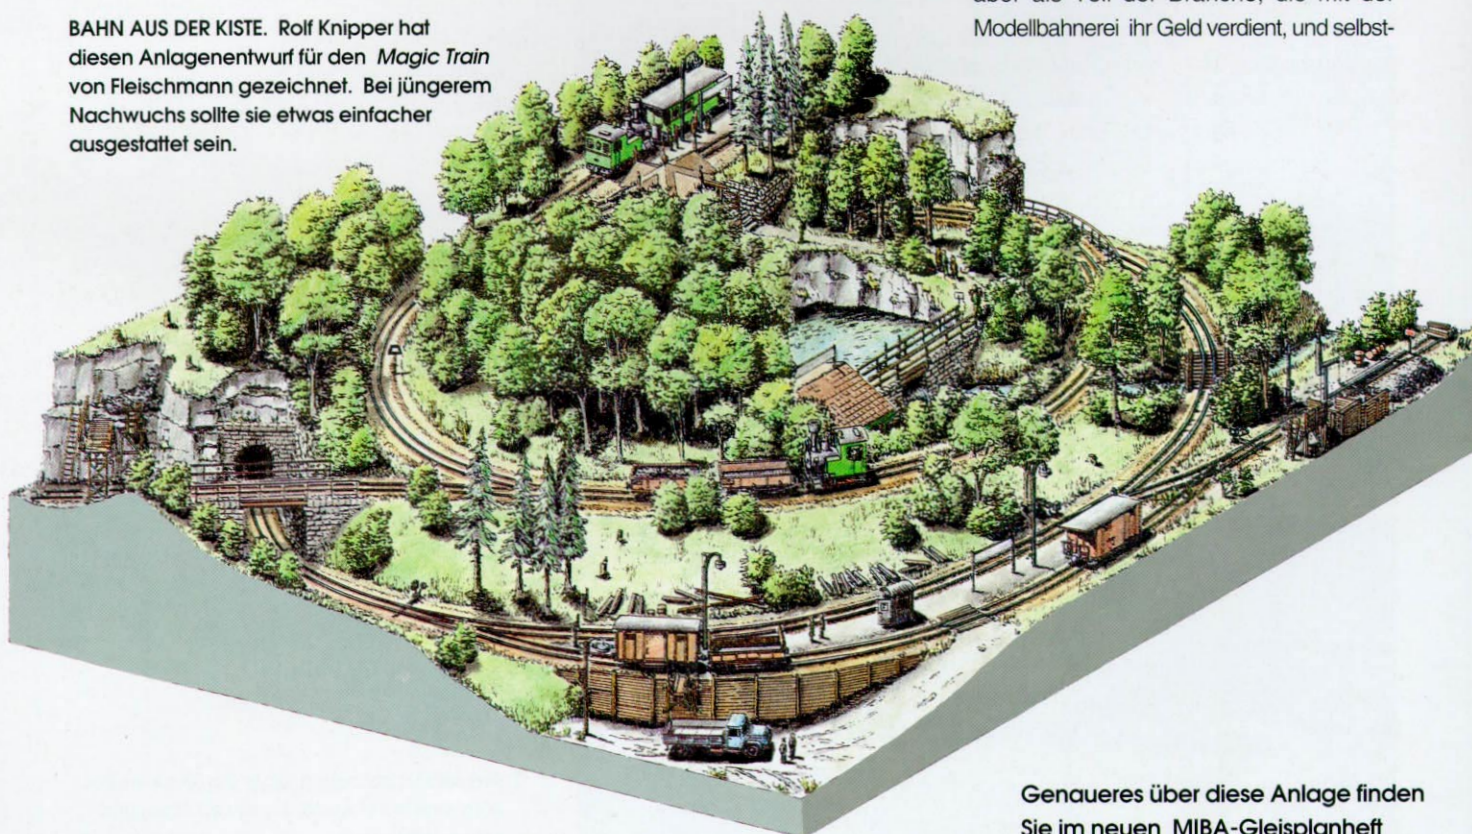 BAHN AUS DER KISTE. Rolf Knipper hat
diesen Anlagenentwurf für den Magic Train
von Fleischmann gezeichnet. Bei jüngerem
Nachwuchs sollte sie etwas einfacher
ausgestattet sein.
Modellbahnerei ihr Geld verdient, und selbst-
Genaueres über diese Anlage finden
Sie im neuen MIBA-Gleisplanheft